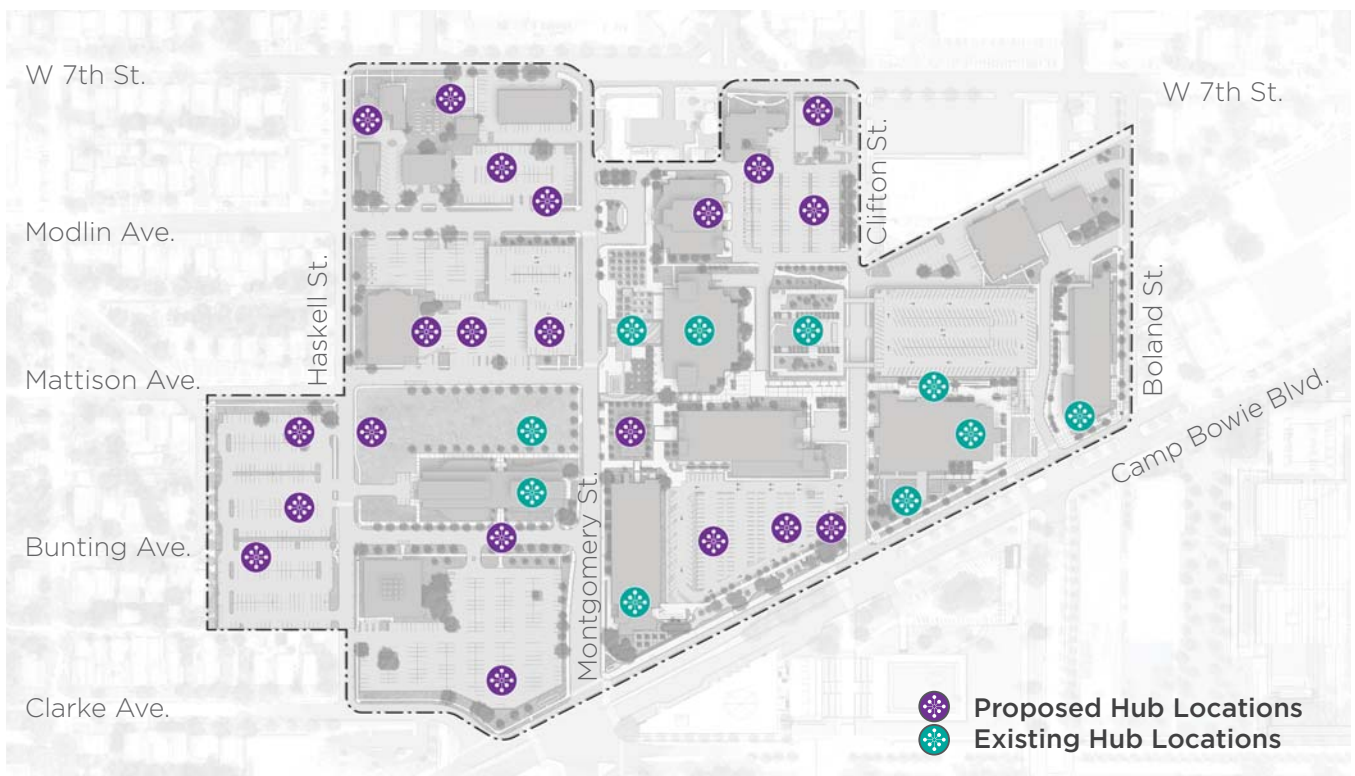 W 7th St.
W 7th St.
Clifton St.
Modlin Ave.
Haskell St.
Boland St.
Mattison Ave.
Camp Bowie Blvd.
Montgomery St.
Bunting Ave.
Clarke Ave.
Proposed Hub Locations
Existing Hub Locations